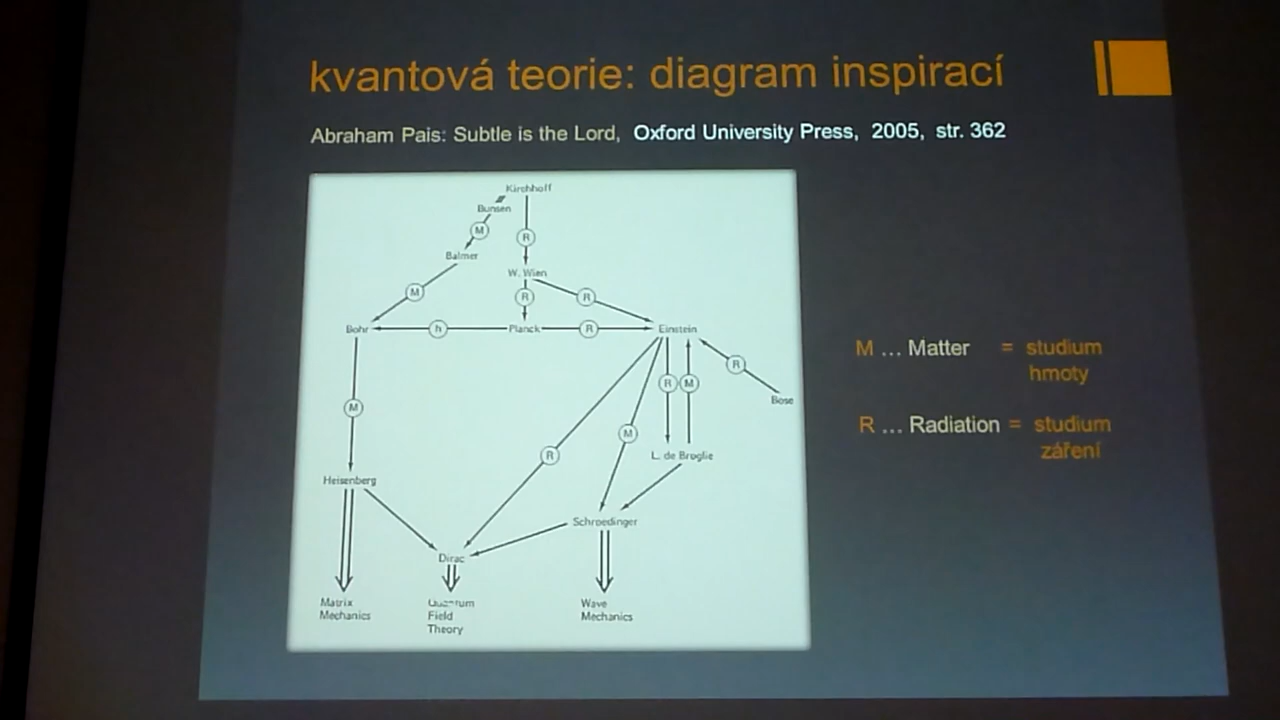 kvantová teorie: diagram inspirací
Abraham Pais: Subtle is the Lord, Oxford University Press, 2005, str. 362
Kirchhoff
Bunsen
M
R
Balmer
W. Wien
M
R
R
Bohr
h
Planck
R
Einstein
R
M
R
M
Bose
M
R
L. de Broglie
Heisenberg
Schroedinger
Dirac
Matrix
Mechanics
Quantum
Field
Theory
Wave
Mechanics
M ... Matter = studium
hmoty
R ... Radiation = studium
záření